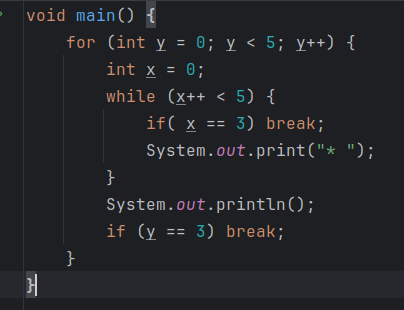 void main() {
    for (int y = 0; y < 5; y++) {
        int x = 0;
        while (x++ < 5) {
            if( x == 3) break;
            System.out.print("* ");
        }
        System.out.println();
        if (y == 3) break;
    }
}